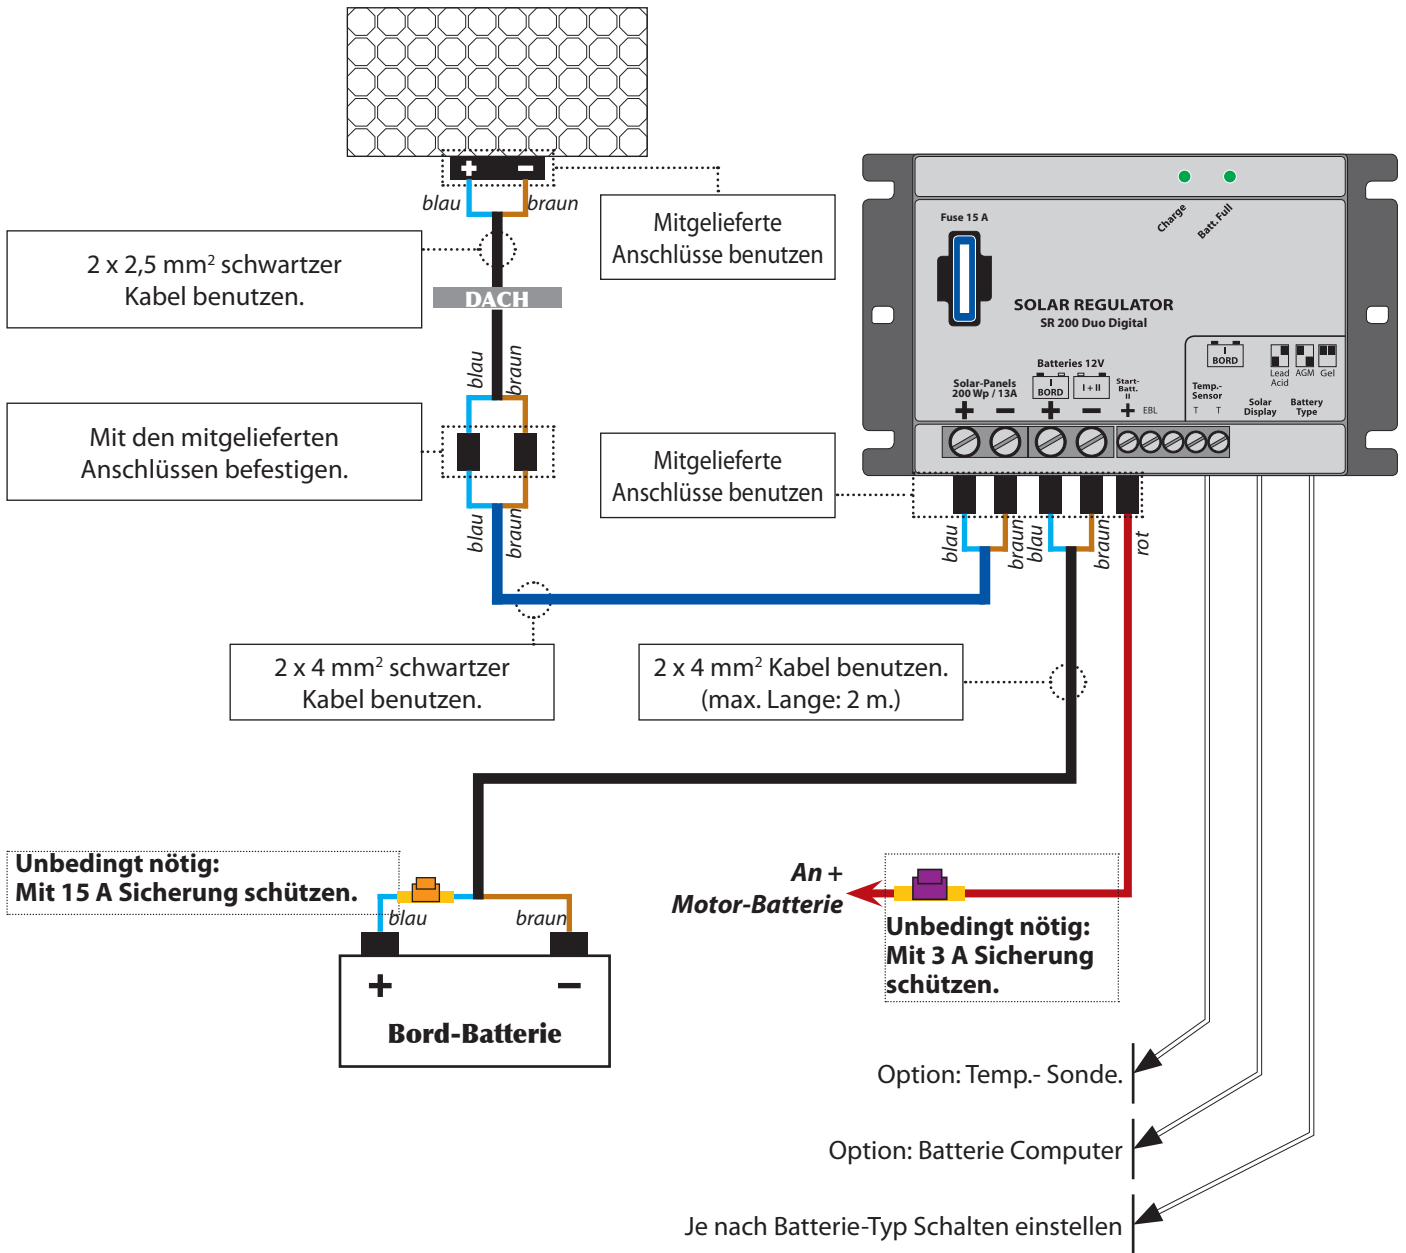 + −
blau
braun
Mitgelieferte
Anschlüsse benutzen
2 x 2,5 mm² schwartzer
Kabel benutzen.
DACH
blau
braun
Mit den mitgelieferten
Anschlüssen befestigen.
blau
braun
Mitgelieferte
Anschlüsse benutzen
Fuse 15 A
Charge
Batt. Full
SOLAR REGULATOR
SR 200 Duo Digital
Batteries 12V
Solar-Panels
200 Wp / 13A
I
BORD
I + II
Start-
Batt.
II
+ − + − + EBL
I
BORD
Temp.-
Sensor
T T
Lead
Acid
AGM
Gel
Solar
Display
Battery
Type
blau
braun
blau
braun
rot
2 x 4 mm² schwartzer
Kabel benutzen.
2 x 4 mm² Kabel benutzen.
(max. Lange: 2 m.)
Unbedingt nötig:
Mit 15 A Sicherung schützen.
blau
braun
+ −
Bord-Batterie
An +
Motor-Batterie
Unbedingt nötig:
Mit 3 A Sicherung
schützen.
Option: Temp.- Sonde.
Option: Batterie Computer
Je nach Batterie-Typ Schalten einstellen